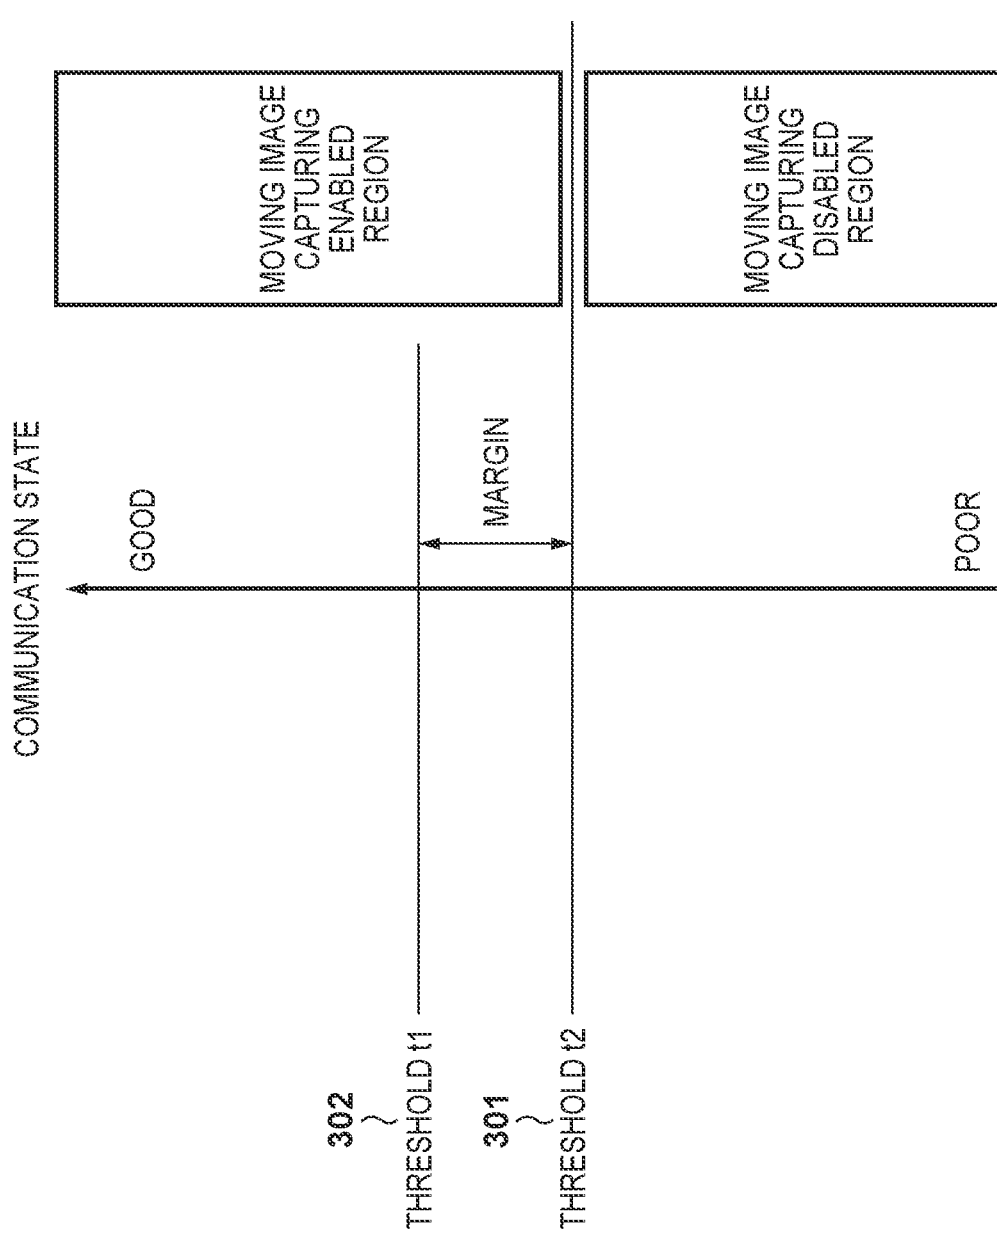 COMMUNICATION STATE
GOOD
POOR
MARGIN
MOVING IMAGE
CAPTURING
ENABLED
REGION
MOVING IMAGE
CAPTURING
DISABLED
REGION
302
THRESHOLD t1
301
THRESHOLD t2